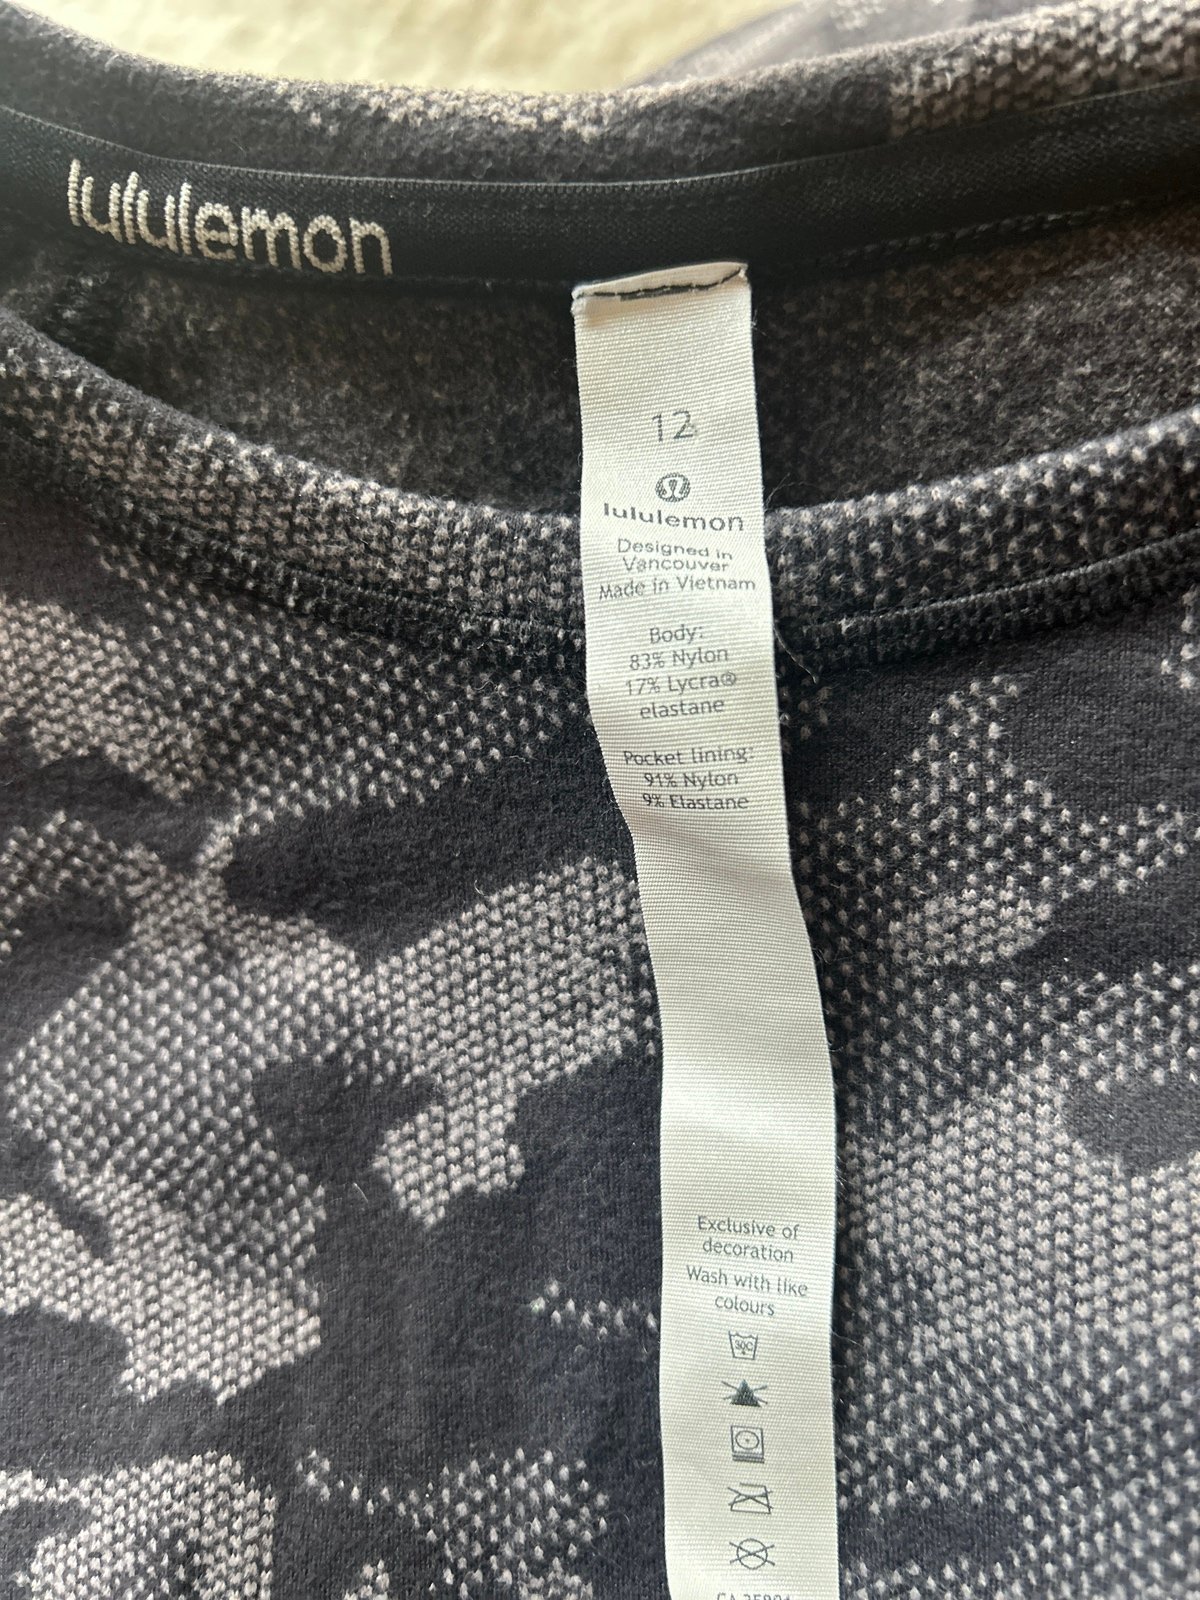 lululemon
12
lululemon
Designed in
Vancouver
Made in Vietnam
Body:
83% Nylon
17% Lycra®
elastane
Pocket lining:
91% Nylon
9% Elastane
Exclusive of
decoration
Wash with like
colours
30C